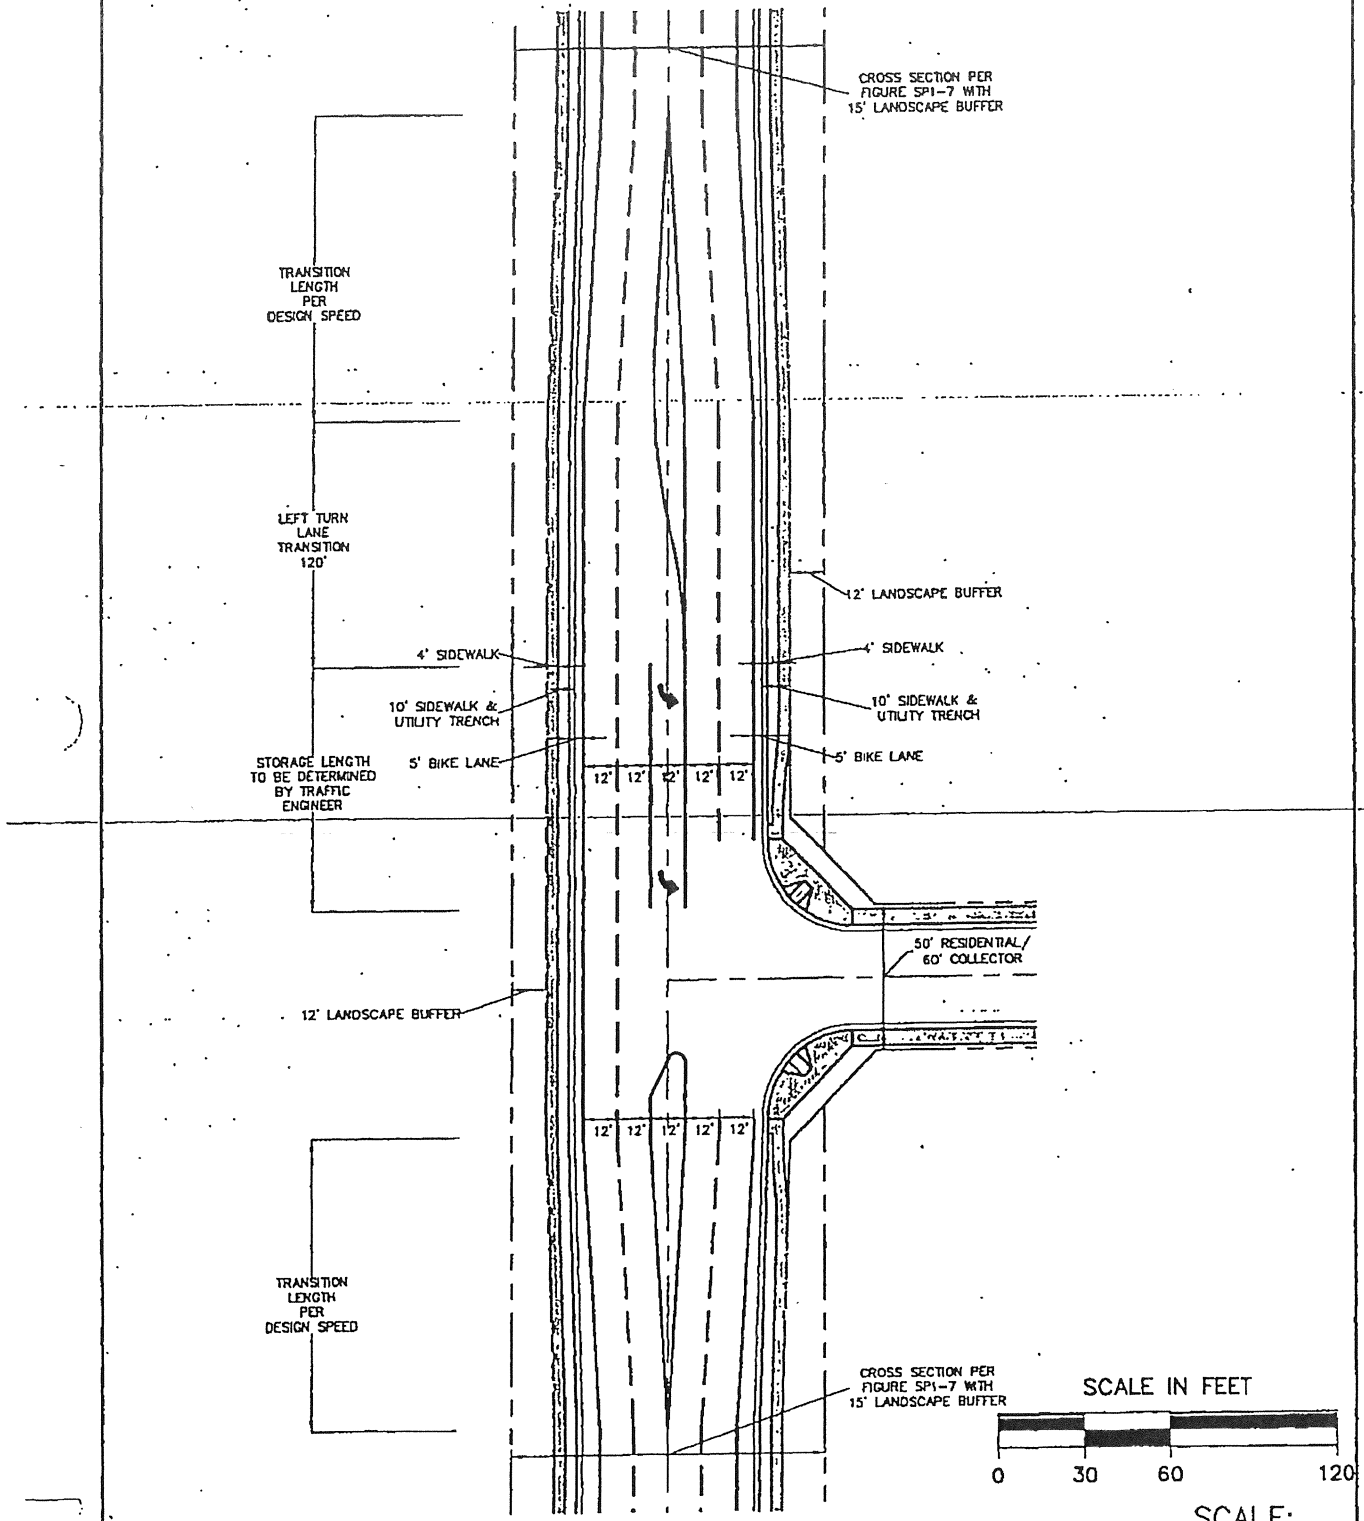 CROSS SECTION PER
FIGURE SP1-7 WITH
15' LANDSCAPE BUFFER
TRANSITION
LENGTH
PER
DESIGN SPEED
LEFT TURN
LANE
TRANSITION
120'
12' LANDSCAPE BUFFER
4' SIDEWALK
4' SIDEWALK
10' SIDEWALK &
UTILITY TRENCH
10' SIDEWALK &
UTILITY TRENCH
5' BIKE LANE
5' BIKE LANE
STORAGE LENGTH
TO BE DETERMINED
BY TRAFFIC
ENGINEER
12' 12' 12' 12' 12'
50' RESIDENTIAL/
60' COLLECTOR
12' LANDSCAPE BUFFER
12' 12' 12' 12' 12'
TRANSITION
LENGTH
PER
DESIGN SPEED
CROSS SECTION PER
FIGURE SP1-7 WITH
15' LANDSCAPE BUFFER
SCALE IN FEET
0 30 60 120
SCALE: